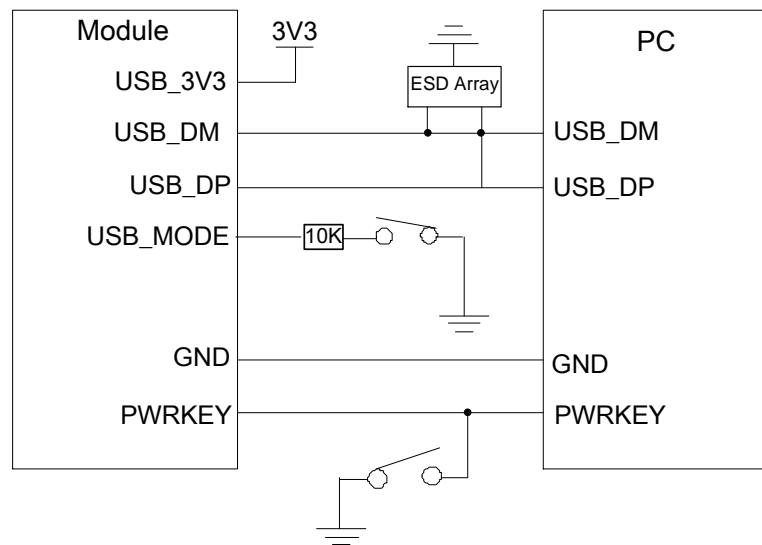 Module
3V3
PC
USB_3V3
ESD Array
USB_DM
USB_DM
USB_DP
USB_DP
USB_MODE
10K
GND
GND
PWRKEY
PWRKEY